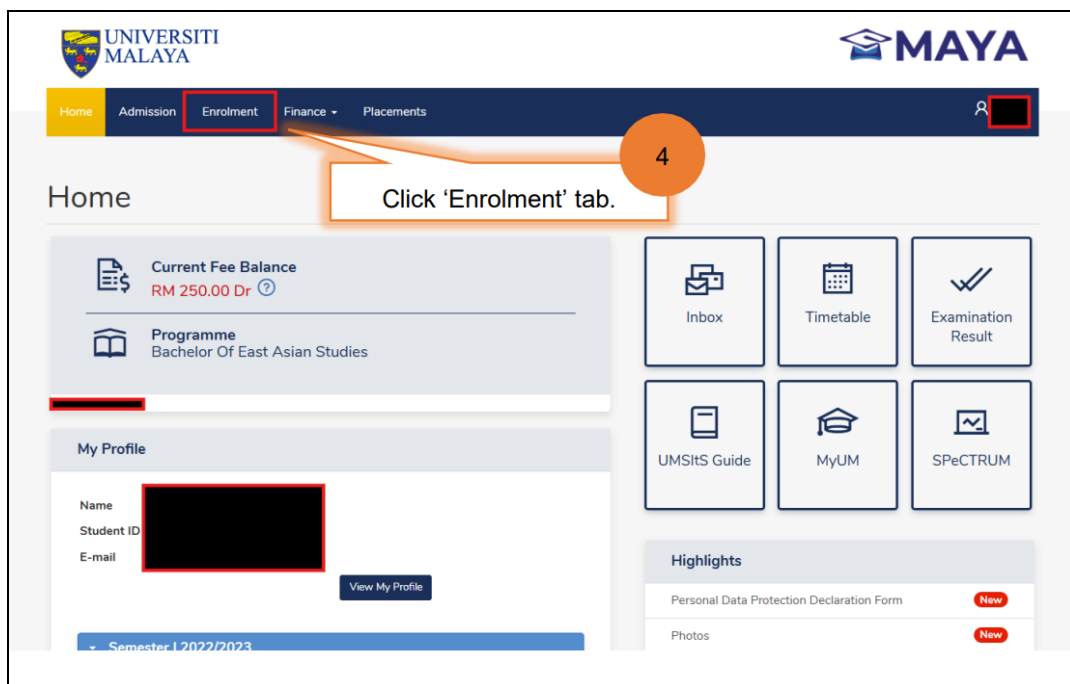 UNIVERSITI
MALAYA
MAYA
Home Admission Enrolment Finance Placements
4
Click ‘Enrolment’ tab.
Home
Current Fee Balance
RM 250.00 Dr ?
Programme
Bachelor Of East Asian Studies
Inbox
Timetable
Examination
Result
My Profile
UMSItS Guide
MyUM
SPeCTRUM
Name
Student ID
E-mail
View My Profile
Highlights
Personal Data Protection Declaration Form New
Photos New
Semester I 2022/2023